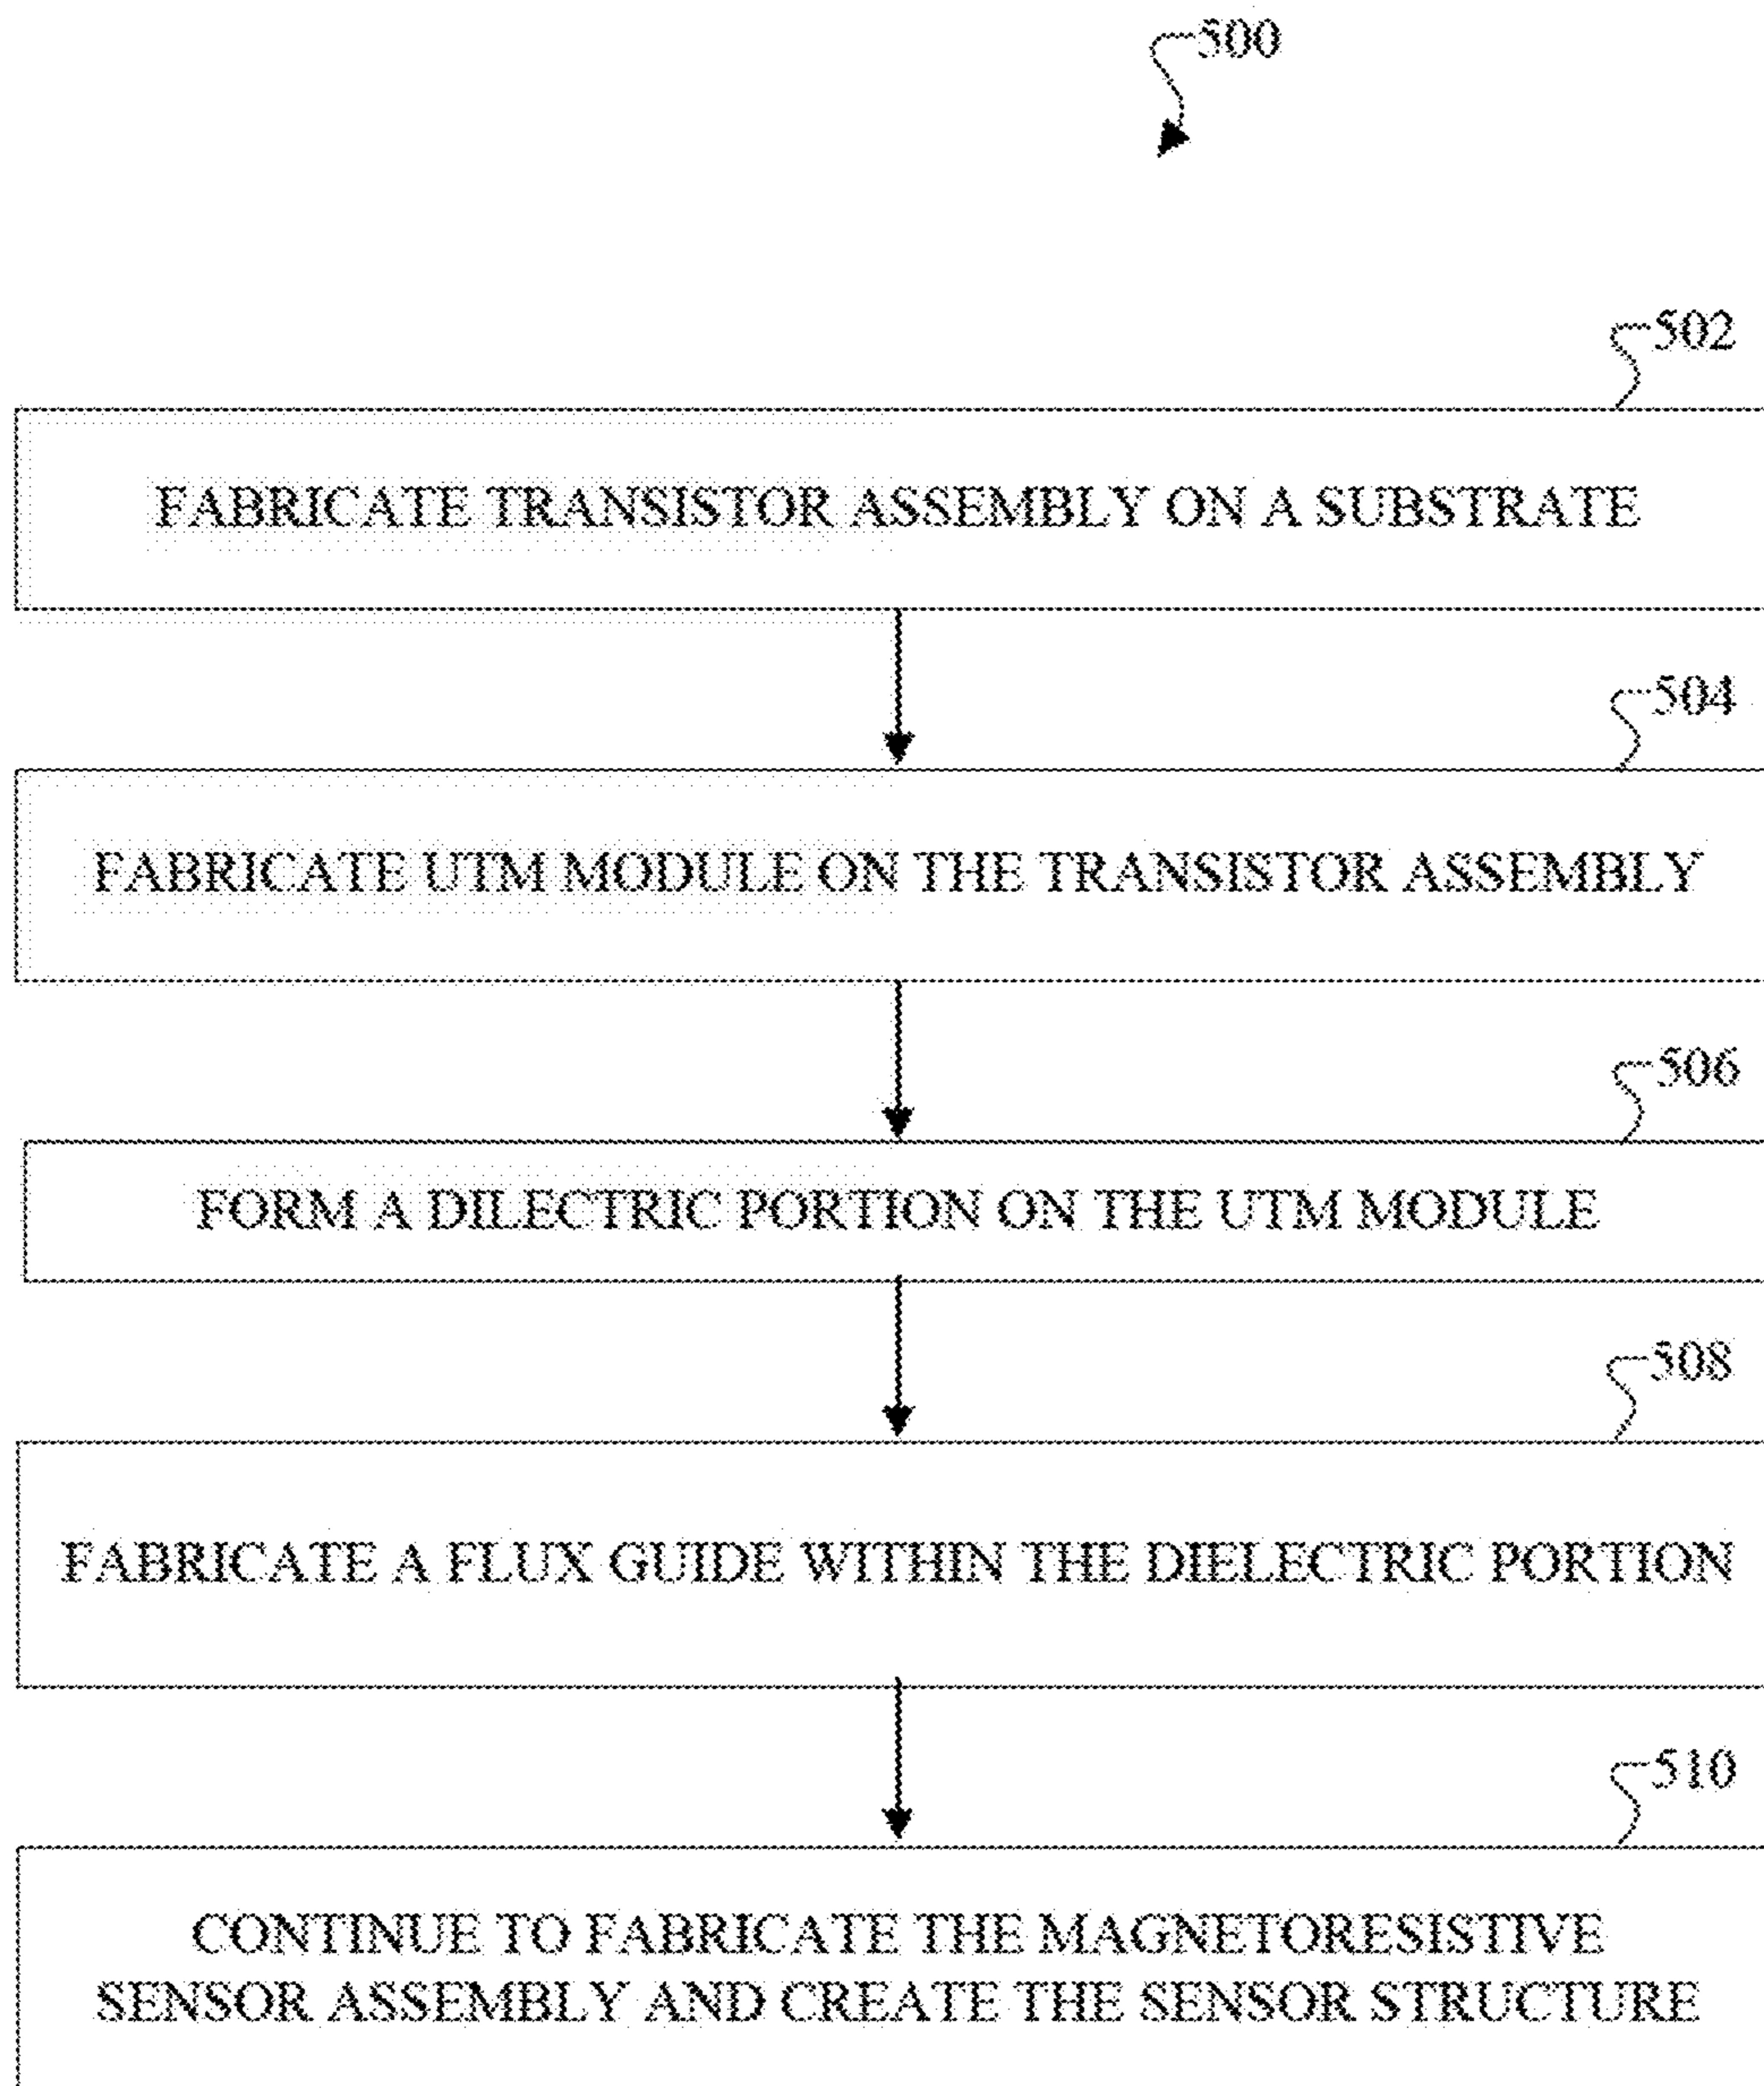 500
502
FABRICATE TRANSISTOR ASSEMBLY ON A SUBSTRATE
504
FABRICATE UTM MODULE ON THE TRANSISTOR ASSEMBLY
506
FORM A DILECTRIC PORTION ON THE UTM MODULE
508
FABRICATE A FLUX GUIDE WITHIN THE DIELECTRIC PORTION
510
CONTINUE TO FABRICATE THE MAGNETORESISTIVE
SENSOR ASSEMBLY AND CREATE THE SENSOR STRUCTURE